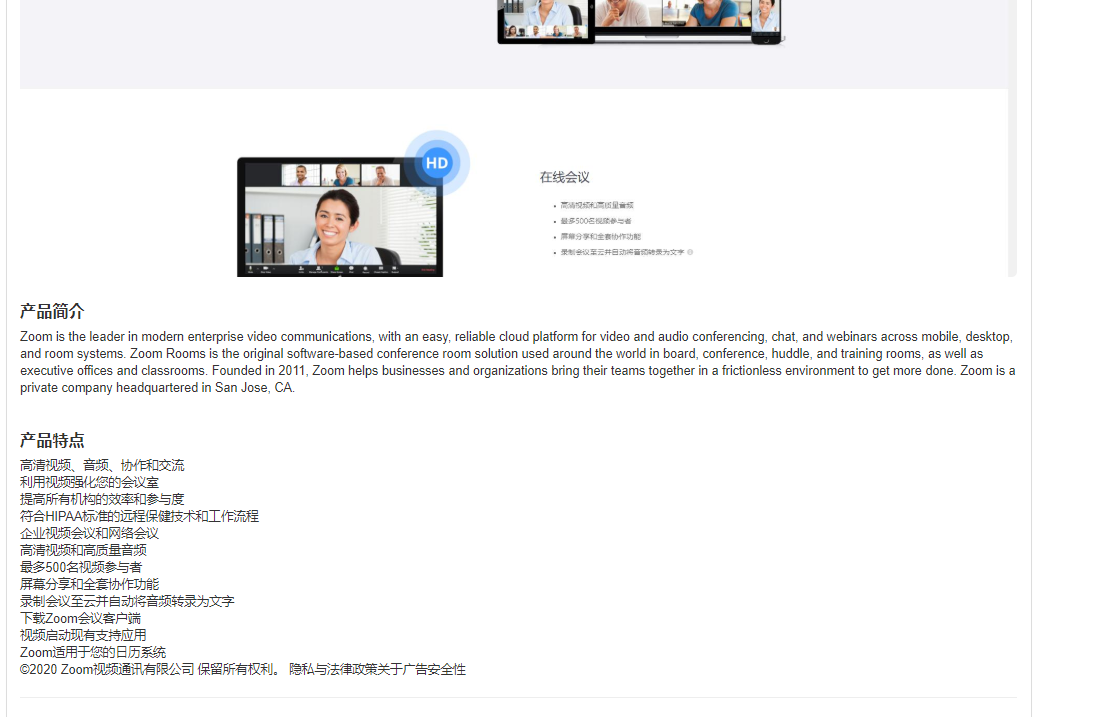 HD
在线会议
高清视频和高质量音频
最多500名视频参与者
屏幕分享和全套协作功能
录制会议至云并自动将音频转录为文字
产品简介
Zoom is the leader in modern enterprise video communications, with an easy, reliable cloud platform for video and audio conferencing, chat, and webinars across mobile, desktop,
and room systems. Zoom Rooms is the original software-based conference room solution used around the world in board, conference, huddle, and training rooms, as well as
executive offices and classrooms. Founded in 2011, Zoom helps businesses and organizations bring their teams together in a frictionless environment to get more done. Zoom is a
private company headquartered in San Jose, CA.
产品特点
高清视频、音频、协作和交流
利用视频强化您的会议室
提高所有机构的效率和参与度
符合HIPAA标准的远程保健技术和工作流程
企业视频会议和网络会议
高清视频和高质量音频
最多500名视频参与者
屏幕分享和全套协作功能
录制会议至云并自动将音频转录为文字
下载Zoom会议客户端
视频启动现有支持应用
Zoom适用于您的日历系统
©2020 Zoom视频通讯有限公司 保留所有权利。 隐私与法律政策关于广告安全性